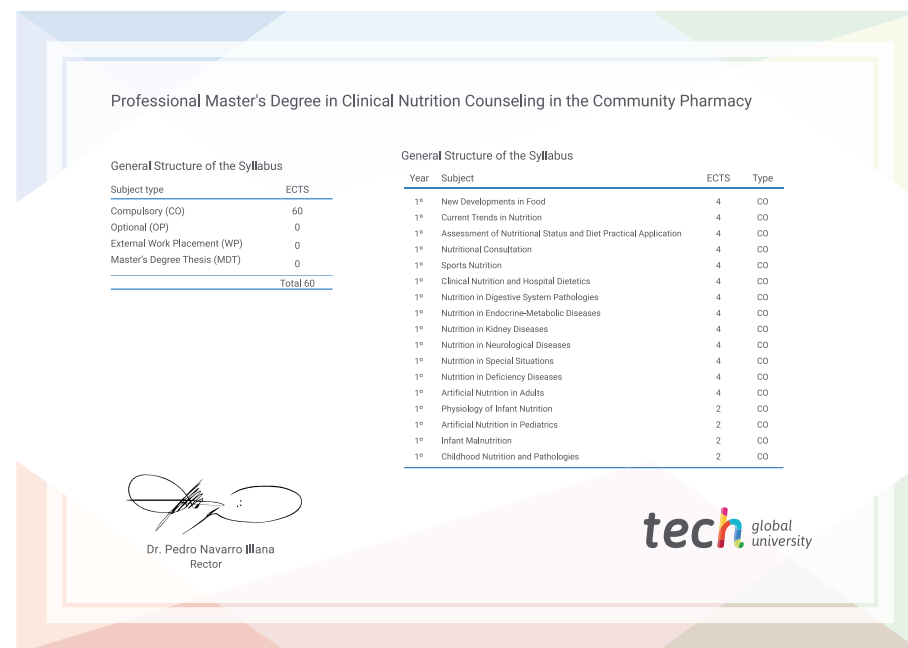 Professional Master's Degree in Clinical Nutrition Counseling in the Community Pharmacy
General Structure of the Syllabus
Subject type ECTS
Compulsory (CO) 60
Optional (OP) 0
External Work Placement (WP) 0
Master's Degree Thesis (MDT) 0
Total 60
General Structure of the Syllabus
Year Subject ECTS Type
1º New Developments in Food 4 CO
1º Current Trends in Nutrition 4 CO
1º Assessment of Nutritional Status and Diet Practical Application 4 CO
1º Nutritional Consultation 4 CO
1º Sports Nutrition 4 CO
1º Clinical Nutrition and Hospital Dietetics 4 CO
1º Nutrition in Digestive System Pathologies 4 CO
1º Nutrition in Endocrine-Metabolic Diseases 4 CO
1º Nutrition in Kidney Diseases 4 CO
1º Nutrition in Neurological Diseases 4 CO
1º Nutrition in Special Situations 4 CO
1º Nutrition in Deficiency Diseases 4 CO
1º Artificial Nutrition in Adults 4 CO
1º Physiology of Infant Nutrition 2 CO
1º Artificial Nutrition in Pediatrics 2 CO
1º Infant Malnutrition 2 CO
1º Childhood Nutrition and Pathologies 2 CO
Dr. Pedro Navarro Illana
Rector
tech global
university